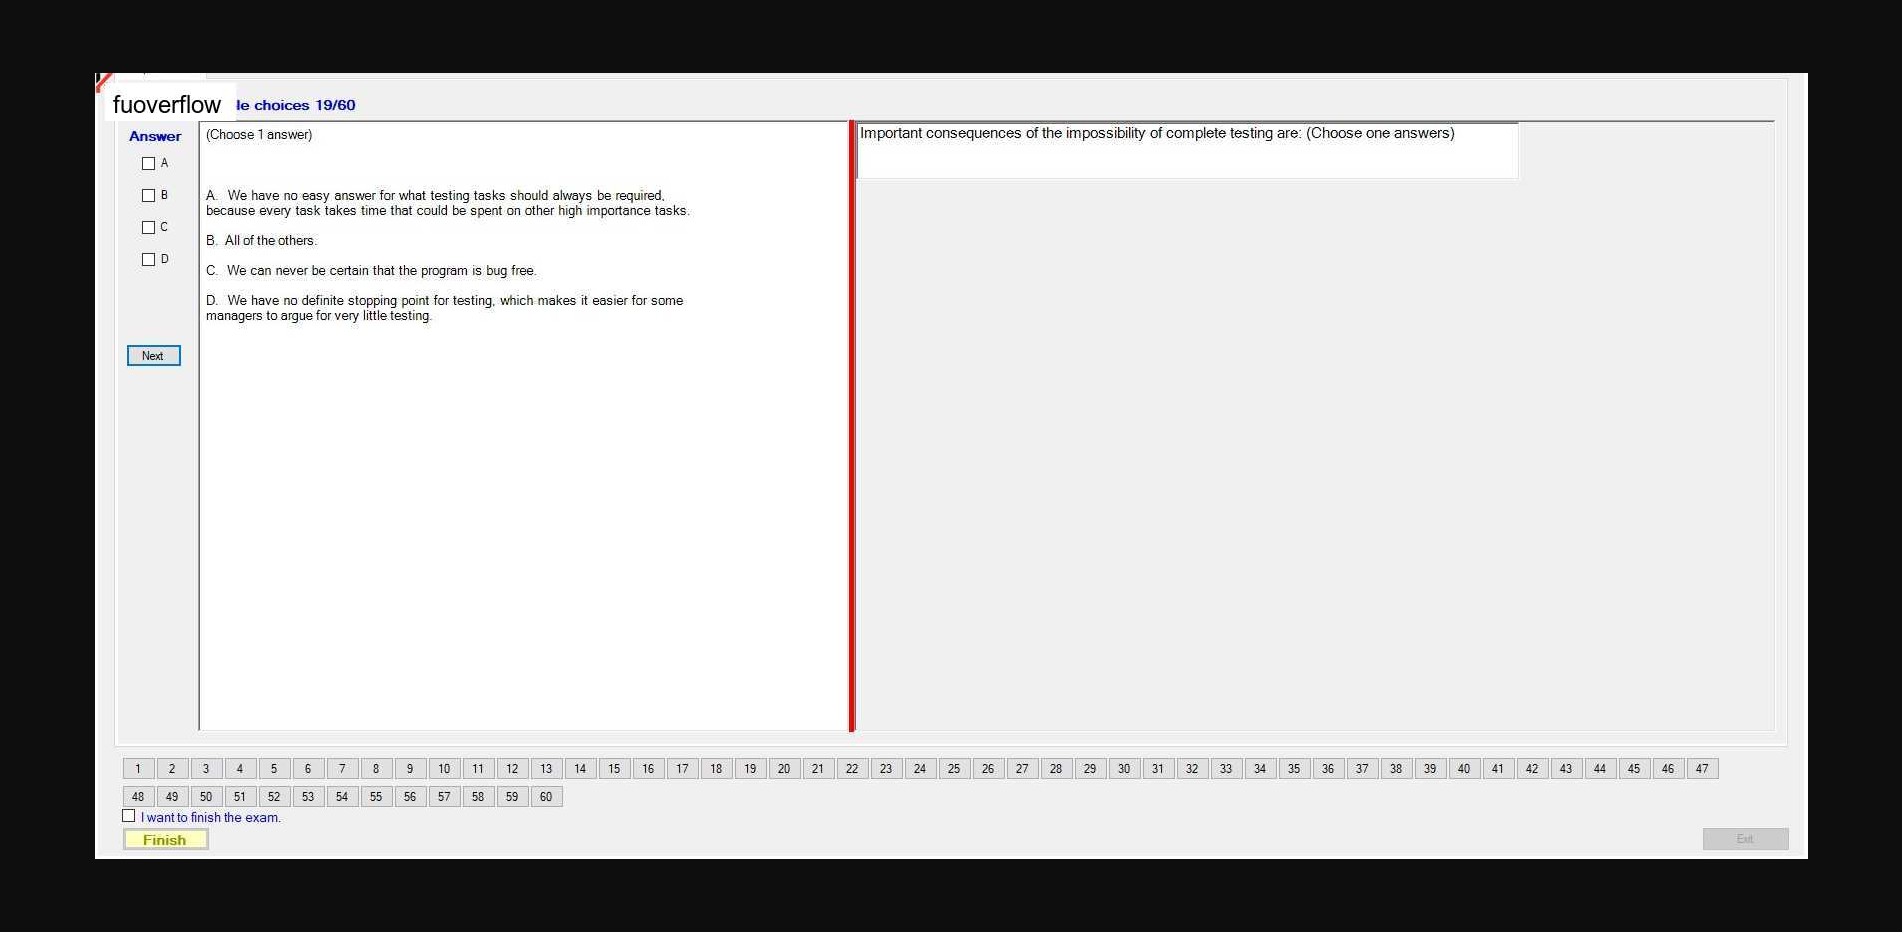 fuoverflow
le choices 19/60
Answer
(Choose 1 answer)
Important consequences of the impossibility of complete testing are: (Choose one answers)
A
B
C
D
A. We have no easy answer for what testing tasks should always be required,
because every task takes time that could be spent on other high importance tasks.
B. All of the others.
C. We can never be certain that the program is bug free.
D. We have no definite stopping point for testing, which makes it easier for some
managers to argue for very little testing.
Next
1 2 3 4 5 6 7 8 9 10 11 12 13 14 15 16 17 18 19 20 21 22 23 24 25 26 27 28 29 30 31 32 33 34 35 36 37 38 39 40 41 42 43 44 45 46 47
48 49 50 51 52 53 54 55 56 57 58 59 60
I want to finish the exam.
Finish
Exit